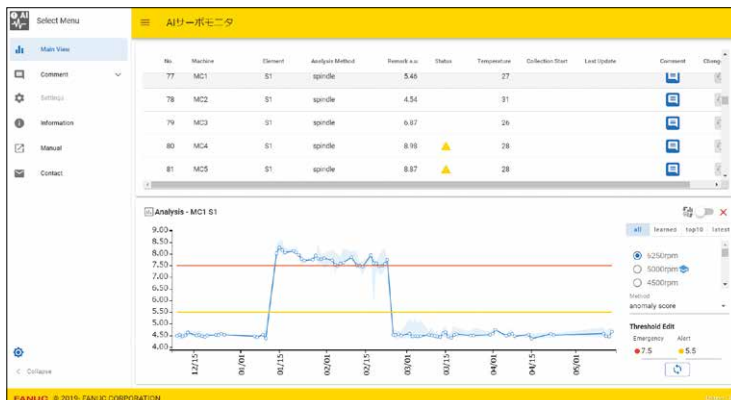 AI
Select Menu
AIサーボモニタ
Main View
Comment
Settings
Information
Manual
Contact
Collapse
No. Machine Element Analysis Method Remark a.u. Status Temperature Collection Start Last Update Comment Change
77 MC1 S1 spindle 5.46 27
78 MC2 S1 spindle 4.54 31
79 MC3 S1 spindle 6.87 26
80 MC4 S1 spindle 8.98 28
81 MC5 S1 spindle 8.87 28
Analysis - MC1 S1
all learned top10 latest
9.00
8.50
8.00
7.50
7.00
6.50
6.00
5.50
5.00
4.50
4.00
12/15 01/01 01/15 02/01 02/15 03/01 03/15 04/01 04/15 05/01
6250rpm
5000rpm
4500rpm
Method
anomaly score
Threshold Edit
Emergency Alert
7.5 5.5
FANUC © 2019- FANUC CORPORATION